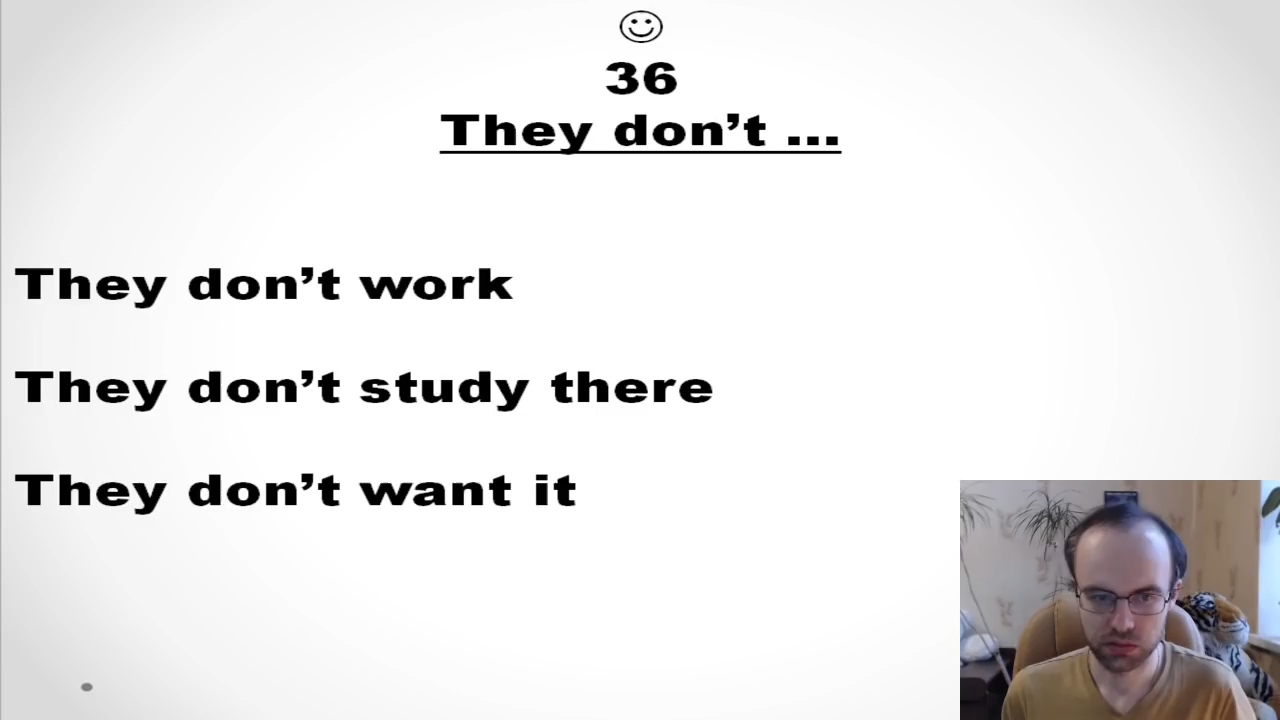 36
They don’t ...
They don’t work
They don’t study there
They don’t want it